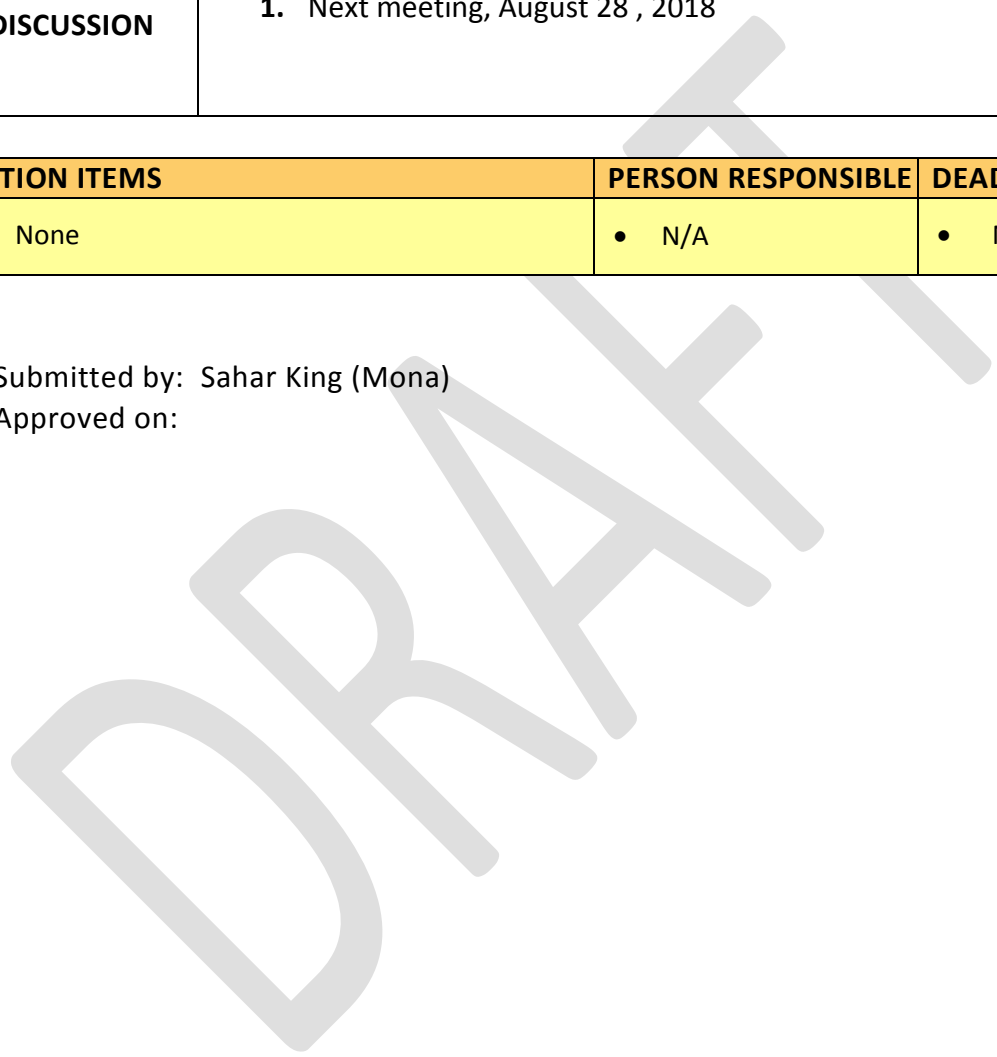 DISCUSSION
1. Next meeting, August 28 , 2018
TION ITEMS PERSON RESPONSIBLE DEAD
None • N/A •
Submitted by: Sahar King (Mona)
Approved on:
DRAFT